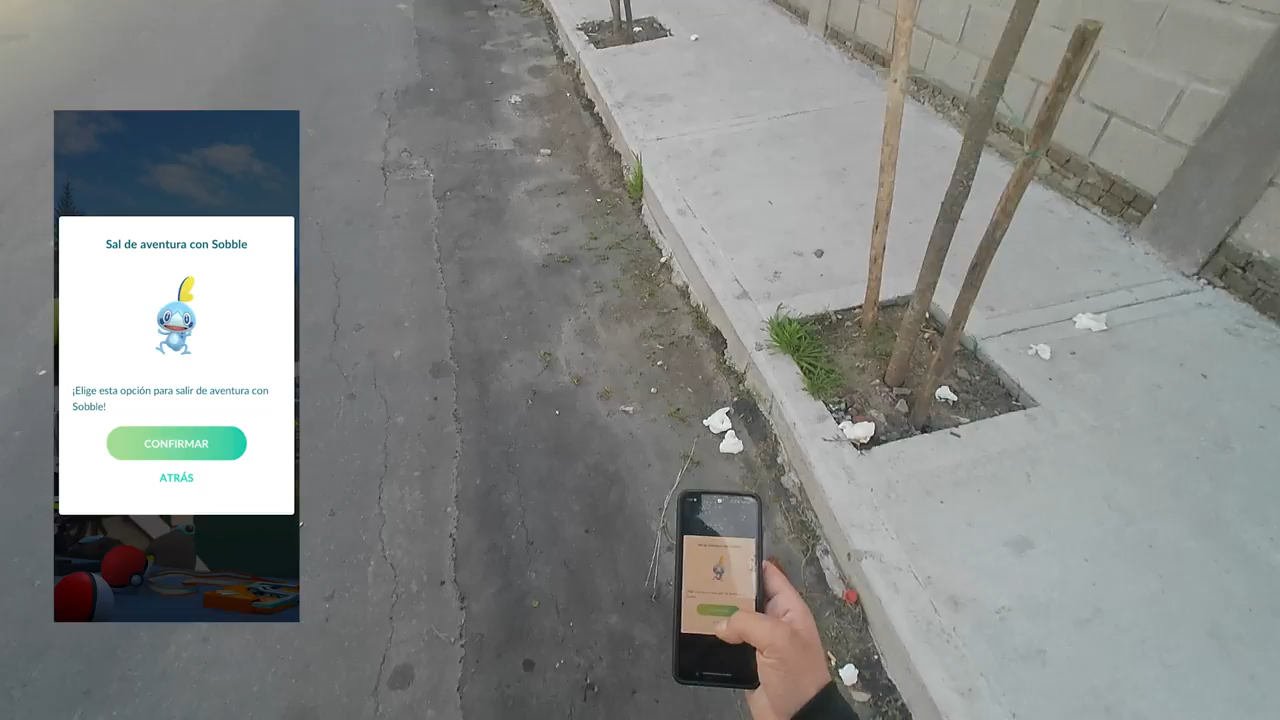 Sal de aventura con Sobble
¡Elige esta opción para salir de aventura con
Sobble!
CONFIRMAR
ATRÁS